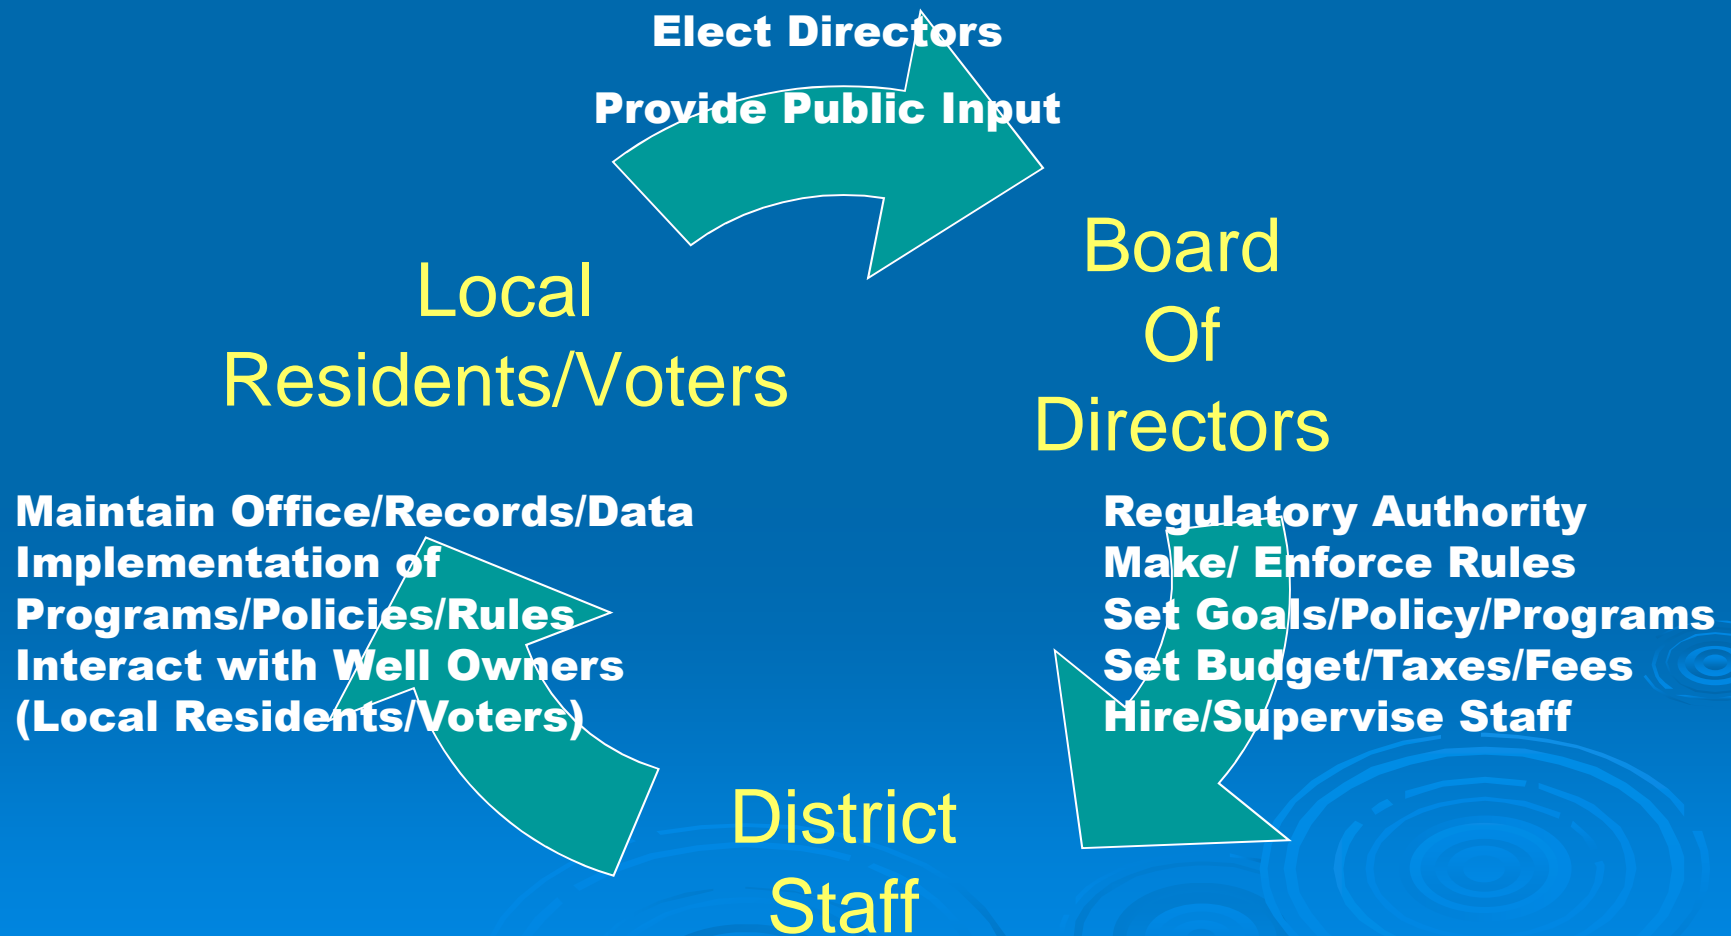 Elect Directors
Provide Public Input
Local
Residents/Voters
Board
Of
Directors
Maintain Office/Records/Data
Implementation of
Programs/Policies/Rules
Interact with Well Owners
(Local Residents/Voters)
Regulatory Authority
Make/ Enforce Rules
Set Goals/Policy/Programs
Set Budget/Taxes/Fees
Hire/Supervise Staff
District
Staff